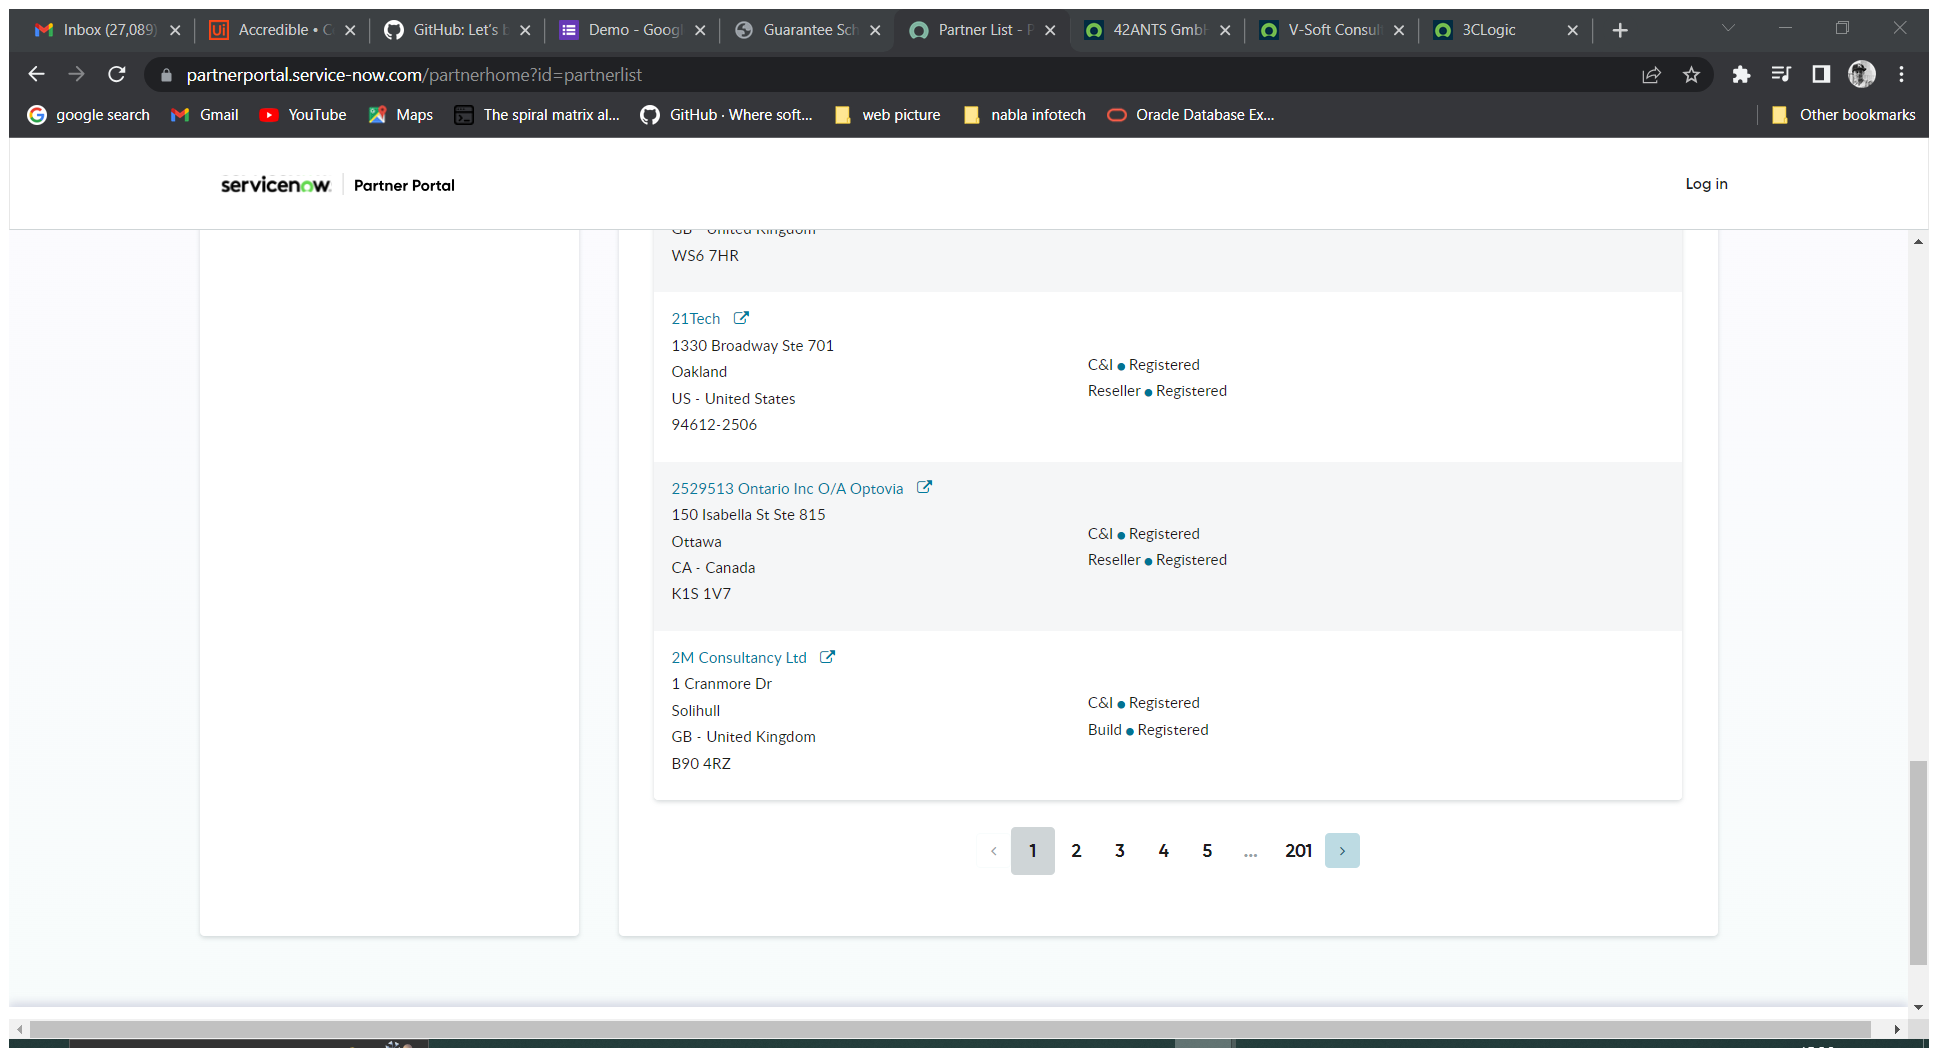 Inbox (27,089)
Accredible • C
GitHub: Let's b
Demo - Googl
Guarantee Sch
Partner List - P
42ANTS GmbH
V-Soft Consul
3CLogic
partnerportal.service-now.com/partnerhome?id=partnerlist
google search
Gmail
YouTube
Maps
The spiral matrix al...
GitHub · Where soft...
web picture
nabla infotech
Oracle Database Ex...
Other bookmarks
servicenow
Partner Portal
Log in
GB - United Kingdom
WS6 7HR
21Tech
1330 Broadway Ste 701
Oakland
US - United States
94612-2506
C&I ● Registered
Reseller ● Registered
2529513 Ontario Inc O/A Optovia
150 Isabella St Ste 815
Ottawa
CA - Canada
K1S 1V7
C&I ● Registered
Reseller ● Registered
2M Consultancy Ltd
1 Cranmore Dr
Solihull
GB - United Kingdom
B90 4RZ
C&I ● Registered
Build ● Registered
‹ 1 2 3 4 5 ... 201 ›